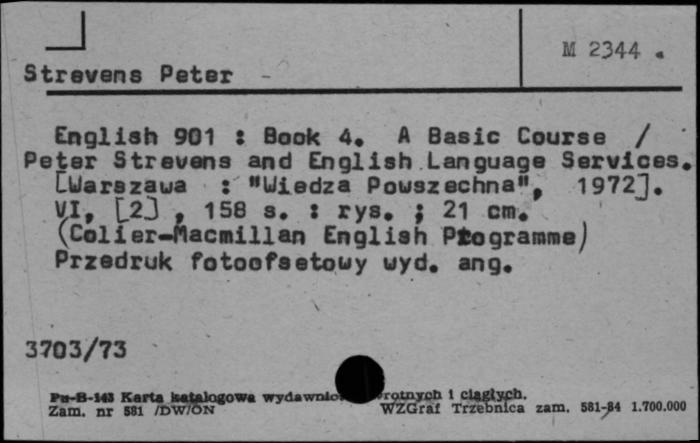 M 2344
Strevens Peter -
English 901 : Book 4. A Basic Course /
Peter Strevens and English Language Services.
[Warszawa : "Wiedza Powszechna", 1972].
VI, [2] , 158 s. : rys. ; 21 cm.
(Colier-Macmillan English Programme)
Przedruk fotoofsetowy wyd. ang.
3703/73
Pu-B-143 Karta katalogowa wydawnic rotnych i ciągłych.
Zam. nr 581 /DW/ON WZGraf Trzebnica zam. 581-84 1.700.000